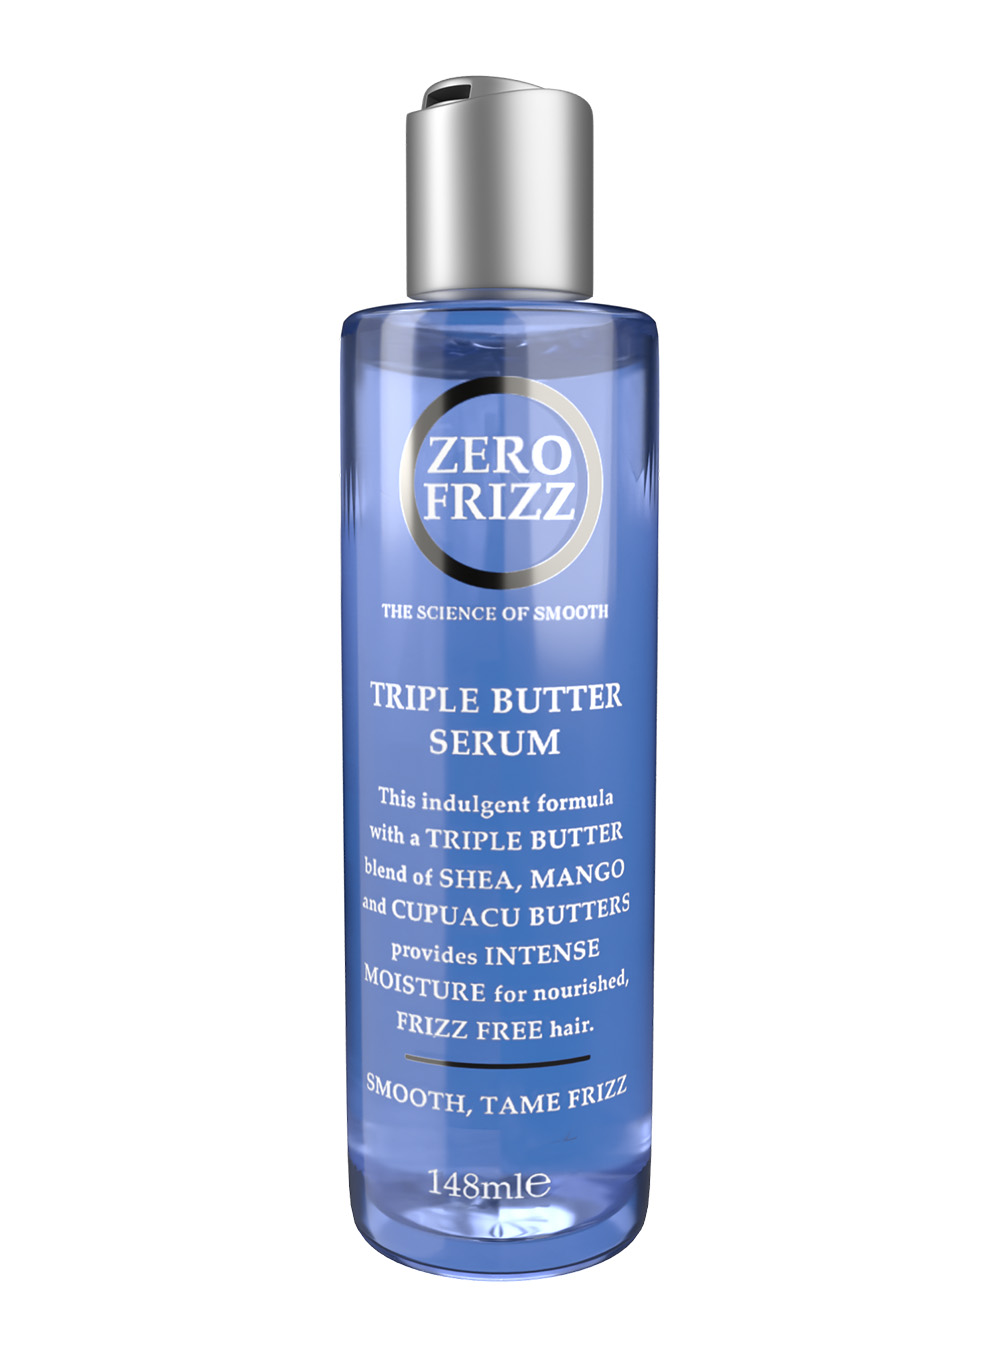 ZERO
FRIZZ
THE SCIENCE OF SMOOTH
TRIPLE BUTTER
SERUM
This indulgent formula
with a TRIPLE BUTTER
blend of SHEA, MANGO
and CUPUACU BUTTERS
provides INTENSE
MOISTURE for nourished,
FRIZZ FREE hair.
SMOOTH, TAME FRIZZ
148ml℮